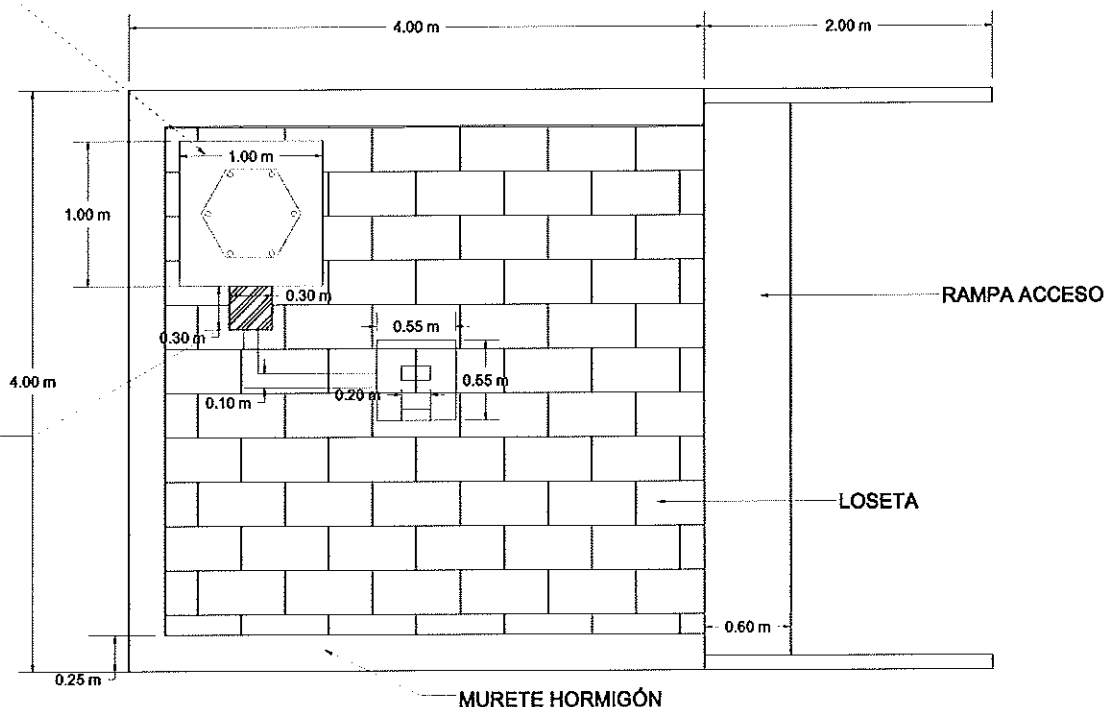 4.00 m
2.00 m
1.00 m
1.00 m
0.30 m
RAMPA ACCESO
0.30 m
0.55 m
4.00 m
0.55 m
0.10 m
0.20 m
LOSETA
0.60 m
0.25 m
MURETE HORMIGÓN